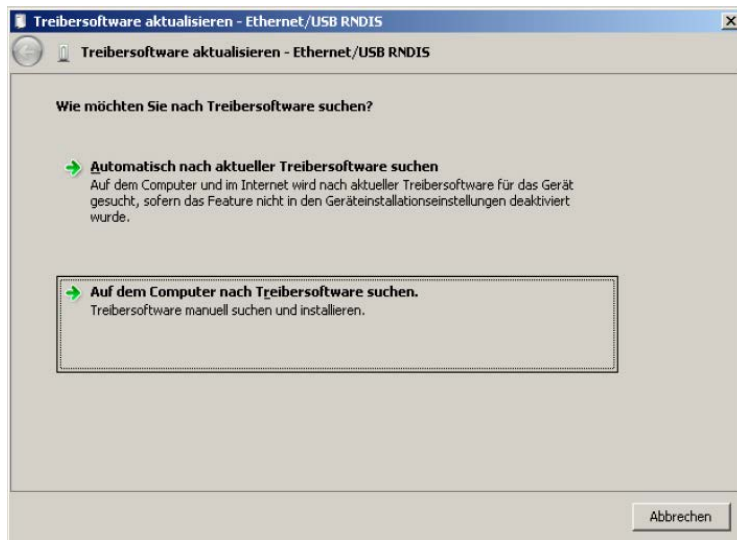 Treibersoftware aktualisieren - Ethernet/USB RNDIS
Treibersoftware aktualisieren - Ethernet/USB RNDIS
Wie möchten Sie nach Treibersoftware suchen?
Automatisch nach aktueller Treibersoftware suchen
Auf dem Computer und im Internet wird nach aktueller Treibersoftware für das Gerät
gesucht, sofern das Feature nicht in den Geräteinstallationseinstellungen deaktiviert
wurde.
Auf dem Computer nach Treibersoftware suchen.
Treibersoftware manuell suchen und installieren.
Abbrechen